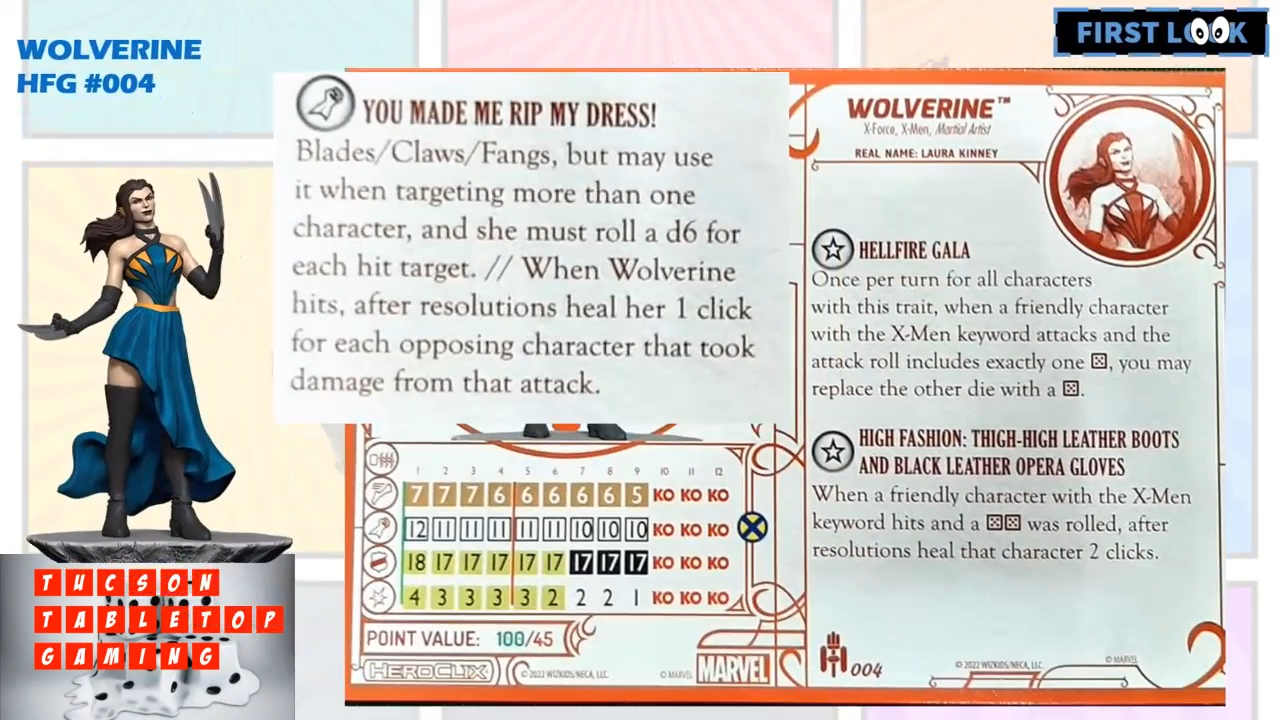 WOLVERINE
HFG #004
FIRST LOOK
YOU MADE ME RIP MY DRESS!
Blades/Claws/Fangs, but may use
it when targeting more than one
character, and she must roll a d6 for
each hit target. // When Wolverine
hits, after resolutions heal her 1 click
for each opposing character that took
damage from that attack.
1 2 3 4 5 6 7 8 9 10 11 12
7 7 7 6 6 6 6 6 5 KO KO KO
12 11 11 11 11 11 10 10 10 KO KO KO
18 17 17 17 17 17 17 17 17 KO KO KO
4 3 3 3 3 2 2 2 1 KO KO KO
POINT VALUE: 100/45
HEROCLIX
© 2022 WIZKIDS/NECA, LLC.
© MARVEL
MARVEL
WOLVERINE™
X-Force, X-Men, Martial Artist
REAL NAME: LAURA KINNEY
HELLFIRE GALA
Once per turn for all characters
with this trait, when a friendly character
with the X-Men keyword attacks and the
attack roll includes exactly one ⚄, you may
replace the other die with a ⚄.
HIGH FASHION: THIGH-HIGH LEATHER BOOTS
AND BLACK LEATHER OPERA GLOVES
When a friendly character with the X-Men
keyword hits and a ⚄⚄ was rolled, after
resolutions heal that character 2 clicks.
004
© 2022 WIZKIDS/NECA, LLC.
© MARVEL
TUCSON
TABLETOP
GAMING